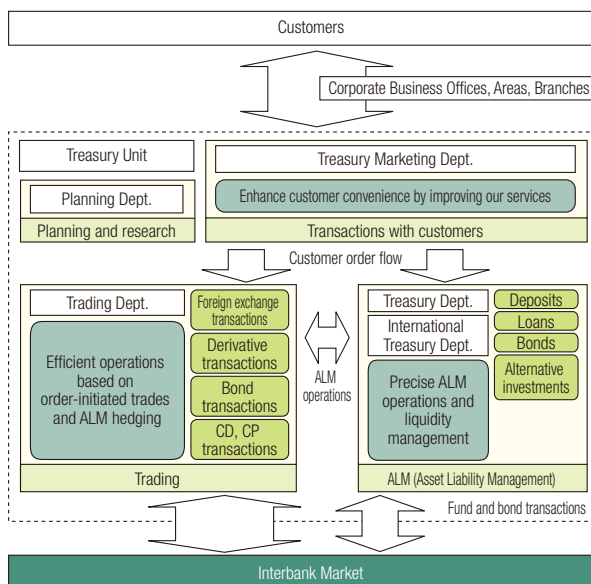 Customers
Corporate Business Offices, Areas, Branches
Treasury Unit
Planning Dept.
Planning and research
Treasury Marketing Dept.
Enhance customer convenience by improving our services
Transactions with customers
Customer order flow
Trading Dept.
Efficient operations
based on
order-initiated trades
and ALM hedging
Foreign exchange
transactions
Derivative
transactions
Bond
transactions
CD, CP
transactions
Trading
ALM
operations
Treasury Dept.
International
Treasury Dept.
Precise ALM
operations and
liquidity
management
Deposits
Loans
Bonds
Alternative
investments
ALM (Asset Liability Management)
Fund and bond transactions
Interbank Market